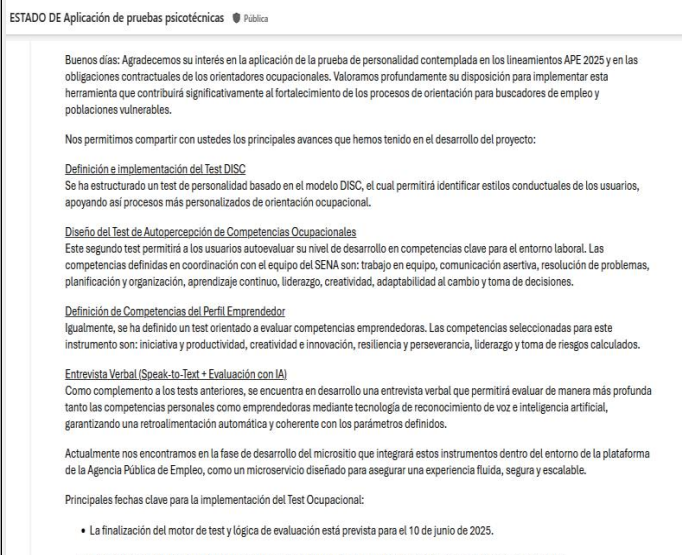 ESTADO DE Aplicación de pruebas psicotécnicas Pública
Buenos días: Agradecemos su interés en la aplicación de la prueba de personalidad contemplada en los lineamientos APE 2025 y en las
obligaciones contractuales de los orientadores ocupacionales. Valoramos profundamente su disposición para implementar esta
herramienta que contribuirá significativamente al fortalecimiento de los procesos de orientación para buscadores de empleo y
poblaciones vulnerables.
Nos permitimos compartir con ustedes los principales avances que hemos tenido en el desarrollo del proyecto:
Definición e implementación del Test DISC
Se ha estructurado un test de personalidad basado en el modelo DISC, el cual permitirá identificar estilos conductuales de los usuarios,
apoyando así procesos más personalizados de orientación ocupacional.
Diseño del Test de Autopercepción de Competencias Ocupacionales
Este segundo test permitirá a los usuarios autoevaluar su nivel de desarrollo en competencias clave para el entorno laboral. Las
competencias definidas en coordinación con el equipo del SENA son: trabajo en equipo, comunicación asertiva, resolución de problemas,
planificación y organización, aprendizaje continuo, liderazgo, creatividad, adaptabilidad al cambio y toma de decisiones.
Definición de Competencias del Perfil Emprendedor
Igualmente, se ha definido un test orientado a evaluar competencias emprendedoras. Las competencias seleccionadas para este
instrumento son: iniciativa y productividad, creatividad e innovación, resiliencia y perseverancia, liderazgo y toma de riesgos calculados.
Entrevista Verbal (Speak-to-Text + Evaluación con IA)
Como complemento a los tests anteriores, se encuentra en desarrollo una entrevista verbal que permitirá evaluar de manera más profunda
tanto las competencias personales como emprendedoras mediante tecnología de reconocimiento de voz e inteligencia artificial,
garantizando una retroalimentación automática y coherente con los parámetros definidos.
Actualmente nos encontramos en la fase de desarrollo del micrositio que integrará estos instrumentos dentro del entorno de la plataforma
de la Agencia Pública de Empleo, como un microservicio diseñado para asegurar una experiencia fluida, segura y escalable.
Principales fechas clave para la implementación del Test Ocupacional:
• La finalización del motor de test y lógica de evaluación está prevista para el 10 de junio de 2025.